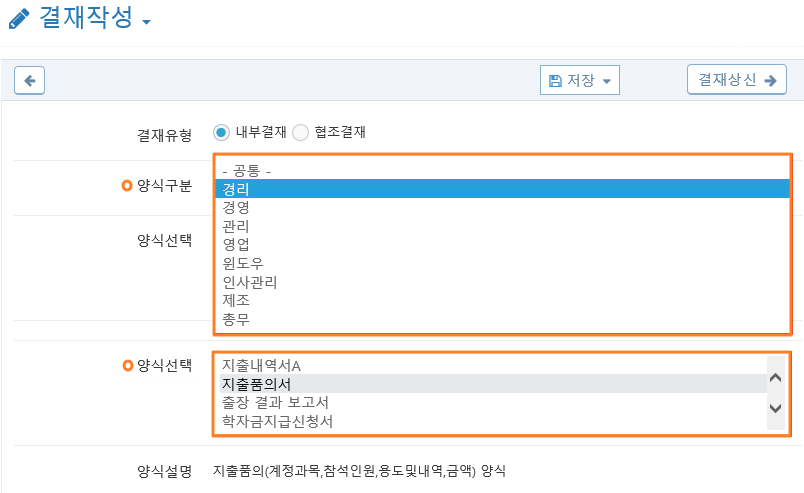 결재작성
저장 결재상신
결재유형 내부결재 협조결재
양식구분
- 공통 -
경리
경영
관리
영업
윈도우
인사관리
제조
총무
양식선택
양식선택
지출내역서A
지출품의서
출장 결과 보고서
학자금지급신청서
양식설명 지출품의(계정과목,참석인원,용도및내역,금액) 양식